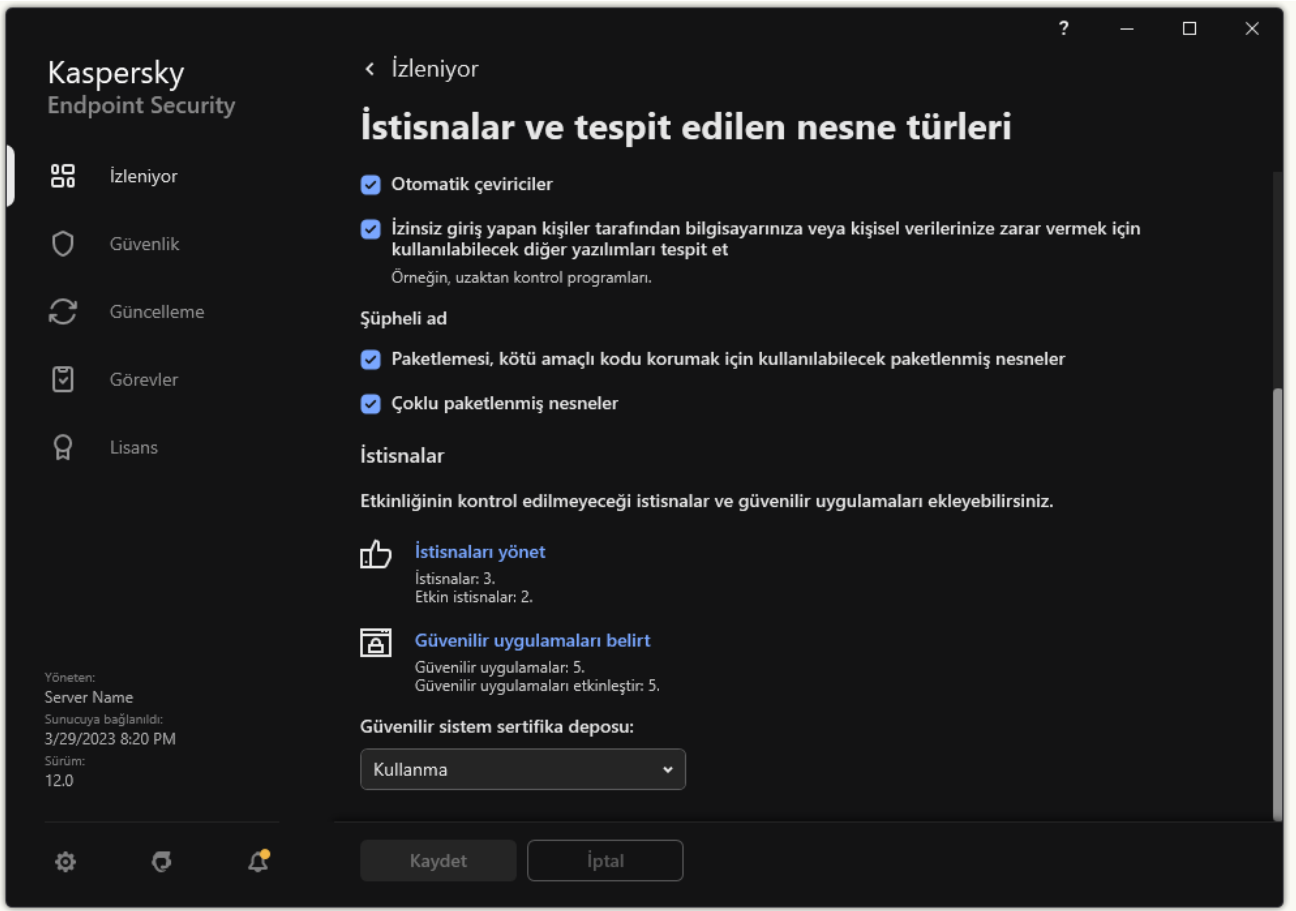 ?
Kaspersky
Endpoint Security
İzleniyor
Güvenlik
Güncelleme
Görevler
Lisans
Yöneten:
Server Name
Sunucuya bağlanıldı:
3/29/2023 8:20 PM
Sürüm:
12.0
İzleniyor
İstisnalar ve tespit edilen nesne türleri
Otomatik çeviriciler
İzinsiz giriş yapan kişiler tarafından bilgisayarınıza veya kişisel verilerinize zarar vermek için
kullanılabilecek diğer yazılımları tespit et
Örneğin, uzaktan kontrol programları.
Şüpheli ad
Paketlemesi, kötü amaçlı kodu korumak için kullanılabilecek paketlenmiş nesneler
Çoklu paketlenmiş nesneler
İstisnalar
Etkinliğinin kontrol edilmeyeceği istisnalar ve güvenilir uygulamaları ekleyebilirsiniz.
İstisnaları yönet
İstisnalar: 3.
Etkin istisnalar: 2.
Güvenilir uygulamaları belirt
Güvenilir uygulamalar: 5.
Güvenilir uygulamaları etkinleştir: 5.
Güvenilir sistem sertifika deposu:
Kullanma
Kaydet
İptal